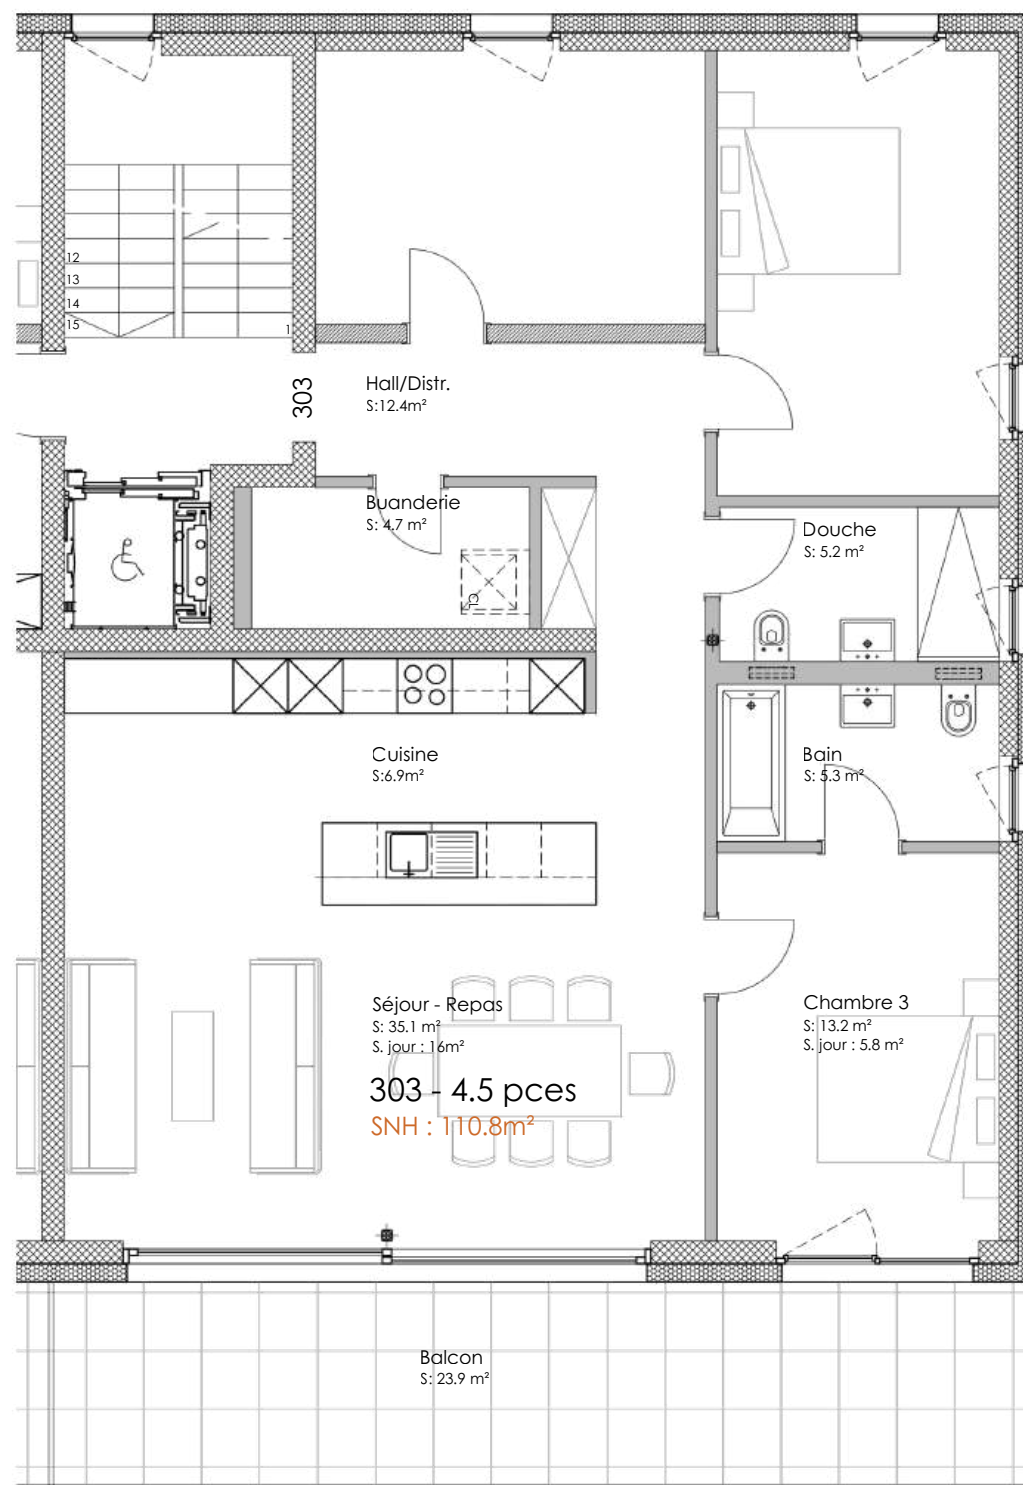 12
13
14
15
1
303
Hall/Distr.
S:12.4m²
Buanderie
S: 4.7 m²
CL
Douche
S: 5.2 m²
Cuisine
S:6.9m²
Bain
S: 5.3 m²
Séjour - Repas
S: 35.1 m²
S. jour : 16m²
303 - 4.5 pces
SNH : 110.8m²
Chambre 3
S: 13.2 m²
S. jour : 5.8 m²
Balcon
S: 23.9 m²